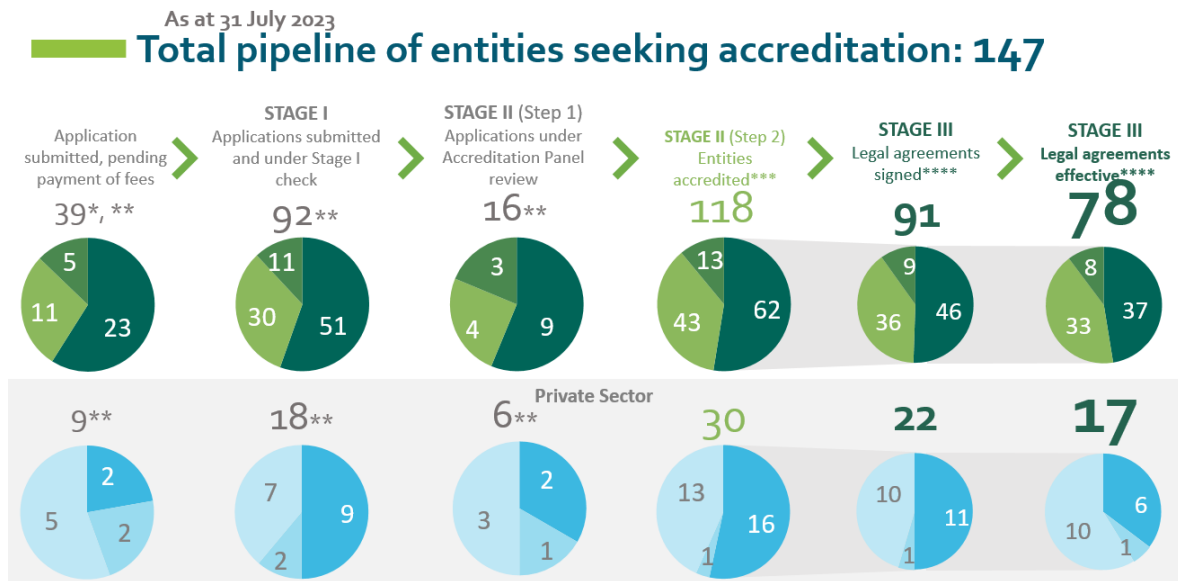 As at 31 July 2023
Total pipeline of entities seeking accreditation: 147
Application
submitted, pending
payment of fees
39*, **
STAGE I
Applications submitted
and under Stage I
check
92**
STAGE II (Step 1)
Applications under
Accreditation Panel
review
16**
STAGE II (Step 2)
Entities
accredited***
118
STAGE III
Legal agreements
signed****
91
STAGE III
Legal agreements
effective****
78
5
11
23
11
30
51
3
4
9
13
43
62
9
36
46
8
33
37
Private Sector
9**
18**
6**
30
22
17
2
5
2
7
9
2
2
3
1
13
16
1
10
11
1
6
10
1